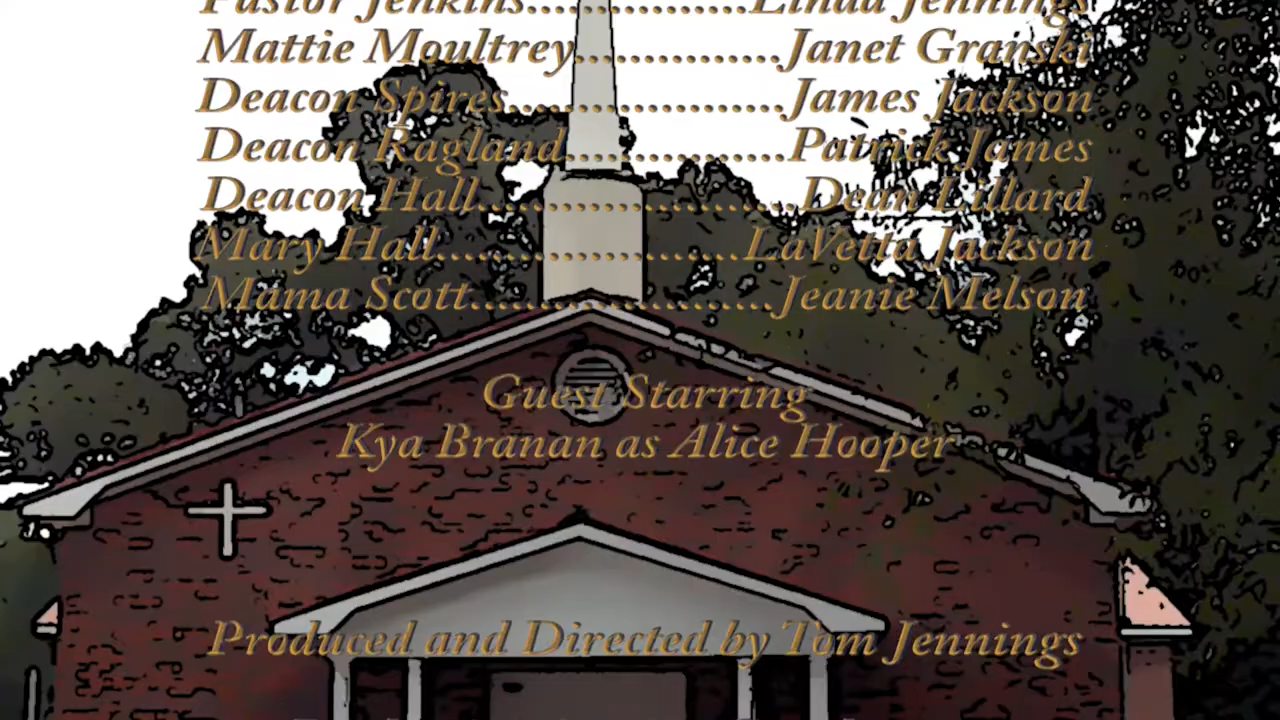 Pastor Jenkins...............Linda Jennings
Mattie Moultrey...............Janet Granski
Deacon Spires....................James Jackson
Deacon Ragland................Patrick James
Deacon Hall.......................Dean Lillard
Mary Hall......................LaVetta Jackson
Mama Scott......................Jeanie Melson
Guest Starring
Kya Branan as Alice Hooper
Produced and Directed by Tom Jennings